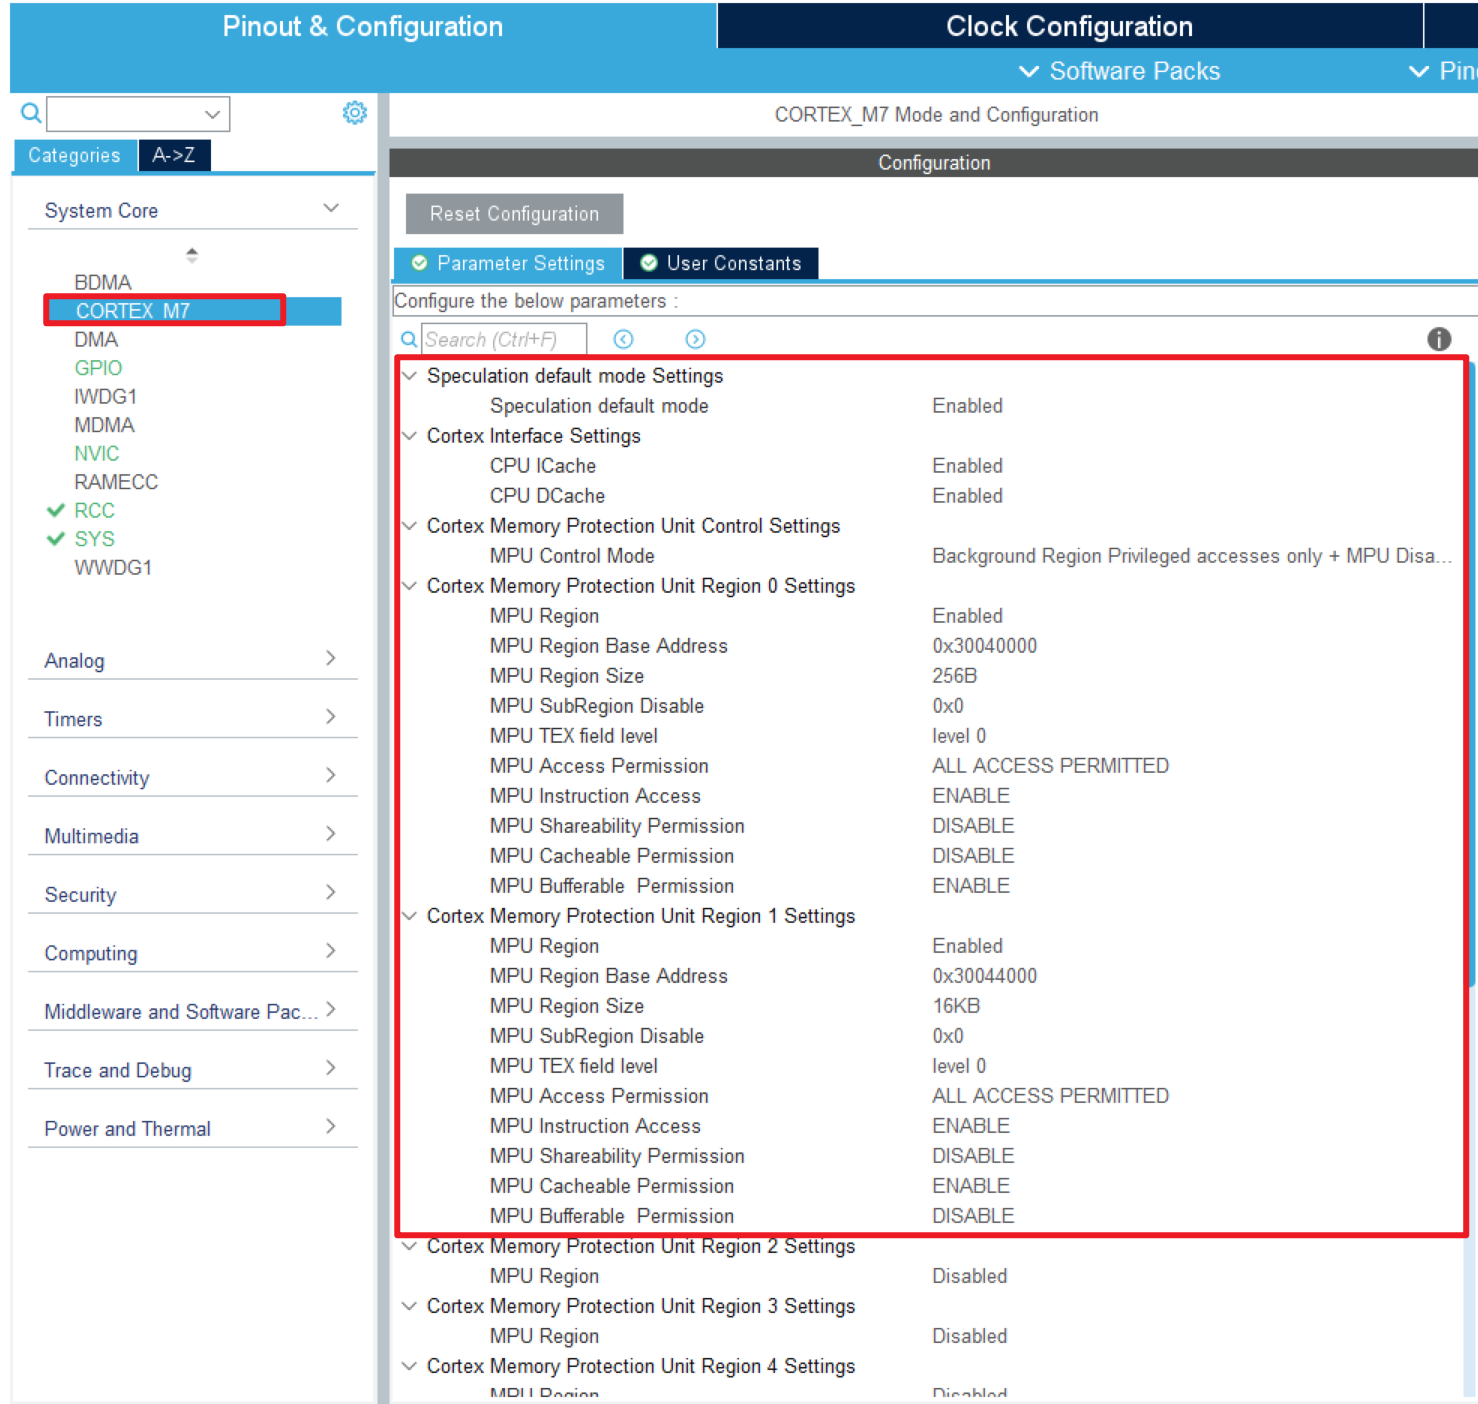 Pinout & Configuration
Clock Configuration
Software Packs
CORTEX_M7 Mode and Configuration
Categories
A->Z
Configuration
System Core
Reset Configuration
Parameter Settings
User Constants
BDMA
CORTEX_M7
DMA
GPIO
IWDG1
MDMA
NVIC
RAMECC
RCC
SYS
WWDG1
Analog
Timers
Connectivity
Multimedia
Security
Computing
Middleware and Software Pac...
Trace and Debug
Power and Thermal
Configure the below parameters :
Search (Ctrl+F)
Speculation default mode Settings
Speculation default mode Enabled
Cortex Interface Settings
CPU ICache Enabled
CPU DCache Enabled
Cortex Memory Protection Unit Control Settings
MPU Control Mode Background Region Privileged accesses only + MPU Disa...
Cortex Memory Protection Unit Region 0 Settings
MPU Region Enabled
MPU Region Base Address 0x30040000
MPU Region Size 256B
MPU SubRegion Disable 0x0
MPU TEX field level level 0
MPU Access Permission ALL ACCESS PERMITTED
MPU Instruction Access ENABLE
MPU Shareability Permission DISABLE
MPU Cacheable Permission DISABLE
MPU Bufferable Permission ENABLE
Cortex Memory Protection Unit Region 1 Settings
MPU Region Enabled
MPU Region Base Address 0x30044000
MPU Region Size 16KB
MPU SubRegion Disable 0x0
MPU TEX field level level 0
MPU Access Permission ALL ACCESS PERMITTED
MPU Instruction Access ENABLE
MPU Shareability Permission DISABLE
MPU Cacheable Permission ENABLE
MPU Bufferable Permission DISABLE
Cortex Memory Protection Unit Region 2 Settings
MPU Region Disabled
Cortex Memory Protection Unit Region 3 Settings
MPU Region Disabled
Cortex Memory Protection Unit Region 4 Settings
MPU Region Disabled